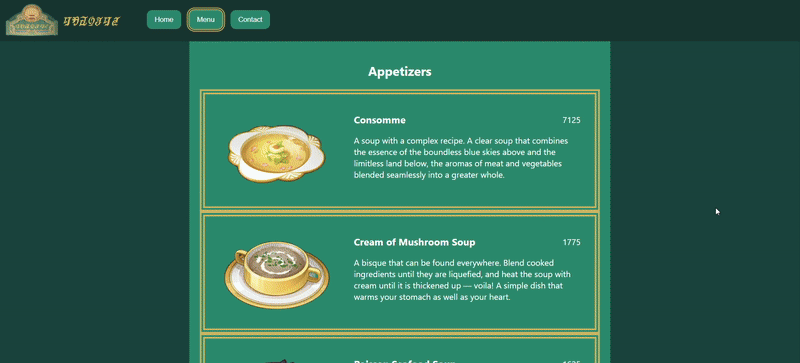 Home
Menu
Contact
Appetizers
Consomme
7125
A soup with a complex recipe. A clear soup that combines
the essence of the boundless blue skies above and the
limitless land below, the aromas of meat and vegetables
blended seamlessly into a greater whole.
Cream of Mushroom Soup
1775
A bisque that can be found everywhere. Blend cooked
ingredients until they are liquefied, and heat the soup with
cream until it is thickened up — voila! A simple dish that
warms your stomach as well as your heart.